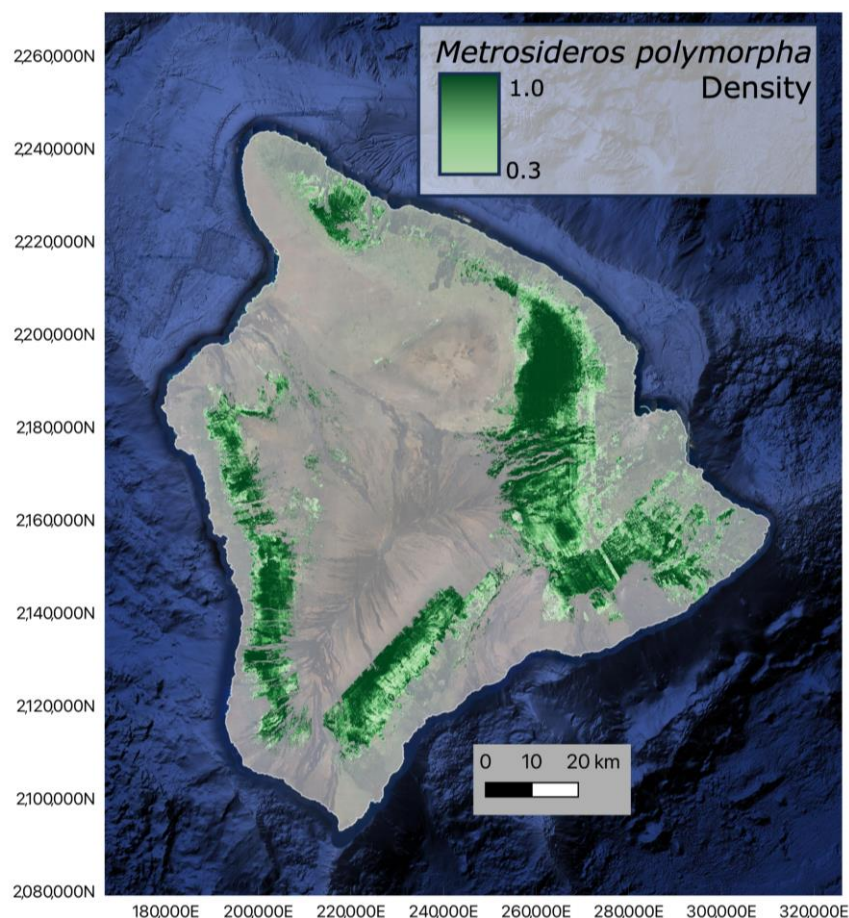 Metrosideros polymorpha
Density
1.0
0.3
2,260,000N
2,240,000N
2,220,000N
2,200,000N
2,180,000N
2,160,000N
2,140,000N
2,120,000N
2,100,000N
2,080,000N
0 10 20 km
180,000E 200,000E 220,000E 240,000E 260,000E 280,000E 300,000E 320,000E